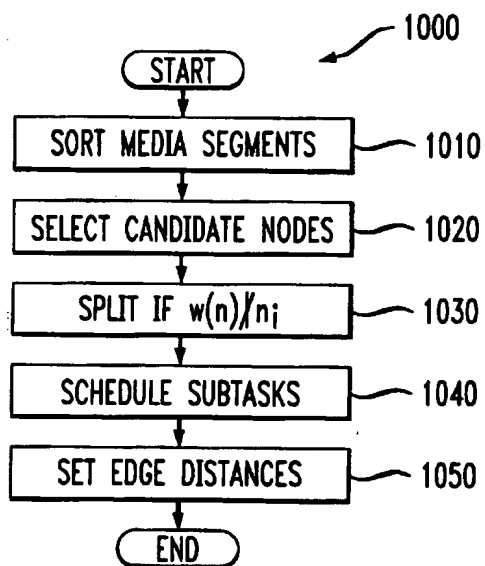 1000
START
SORT MEDIA SEGMENTS 1010
SELECT CANDIDATE NODES 1020
SPLIT IF w(n)∤nᵢ 1030
SCHEDULE SUBTASKS 1040
SET EDGE DISTANCES 1050
END